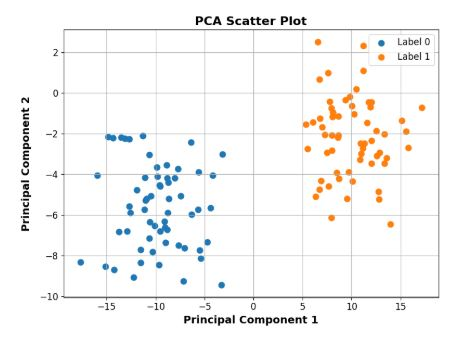 PCA Scatter Plot
Label 0
Label 1
Principal Component 2
2
0
−2
−4
−6
−8
−10
−15
−10
−5
0
5
10
15
Principal Component 1